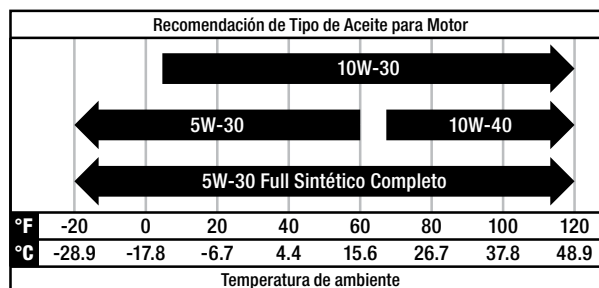 Recomendación de Tipo de Aceite para Motor
10W-30
5W-30 10W-40
5W-30 Full Sintético Completo
°F -20 0 20 40 60 80 100 120
°C -28.9 -17.8 -6.7 4.4 15.6 26.7 37.8 48.9
Temperatura de ambiente